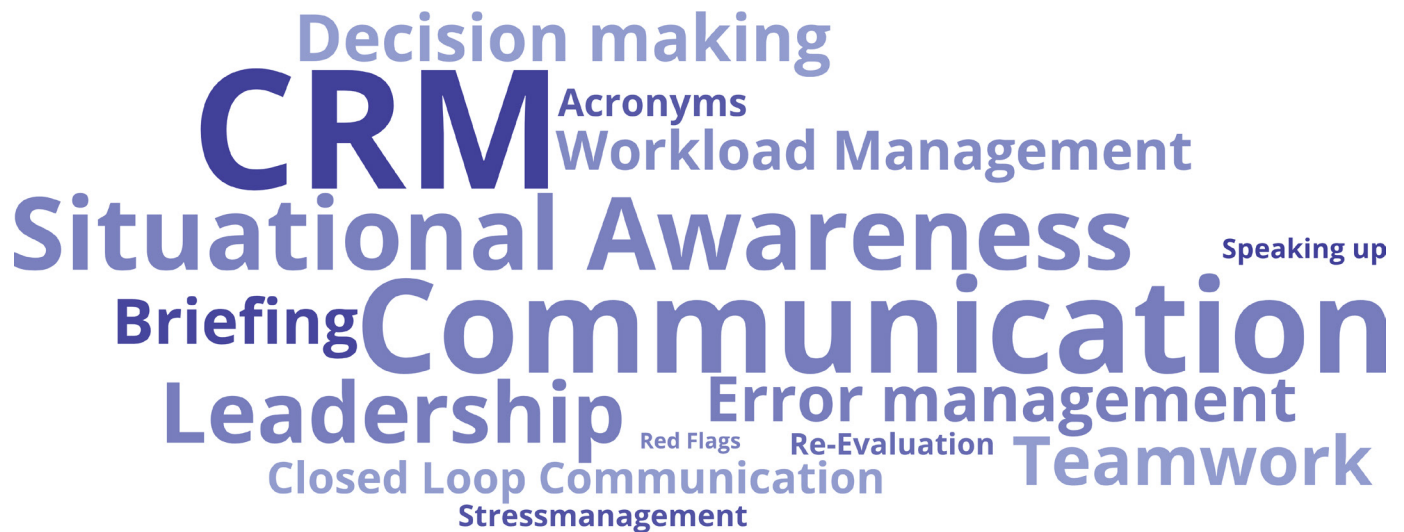 Decision making
CRM
Acronyms
Workload Management
Situational Awareness
Speaking up
Briefing
Communication
Leadership
Error management
Red Flags
Re-Evaluation
Teamwork
Closed Loop Communication
Stressmanagement